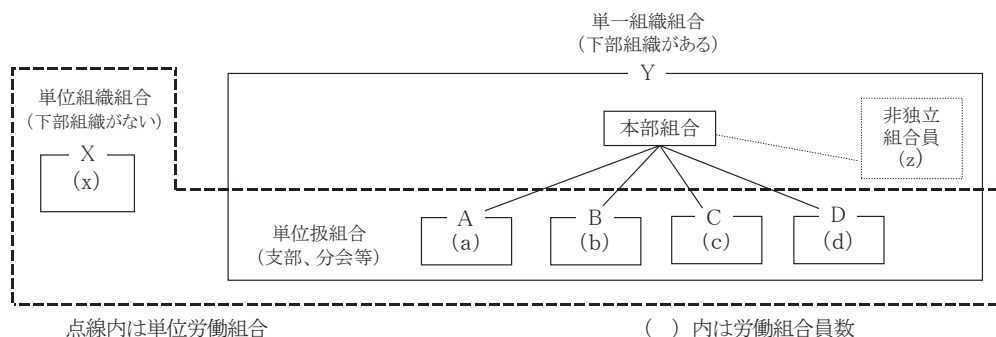 単一組織組合
(下部組織がある)
Y
単位組織組合
(下部組織がない)
X
(x)
本部組合
非独立
組合員
(z)
単位扱組合
(支部、分会等)
A
(a)
B
(b)
C
(c)
D
(d)
点線内は単位労働組合
( )内は労働組合員数